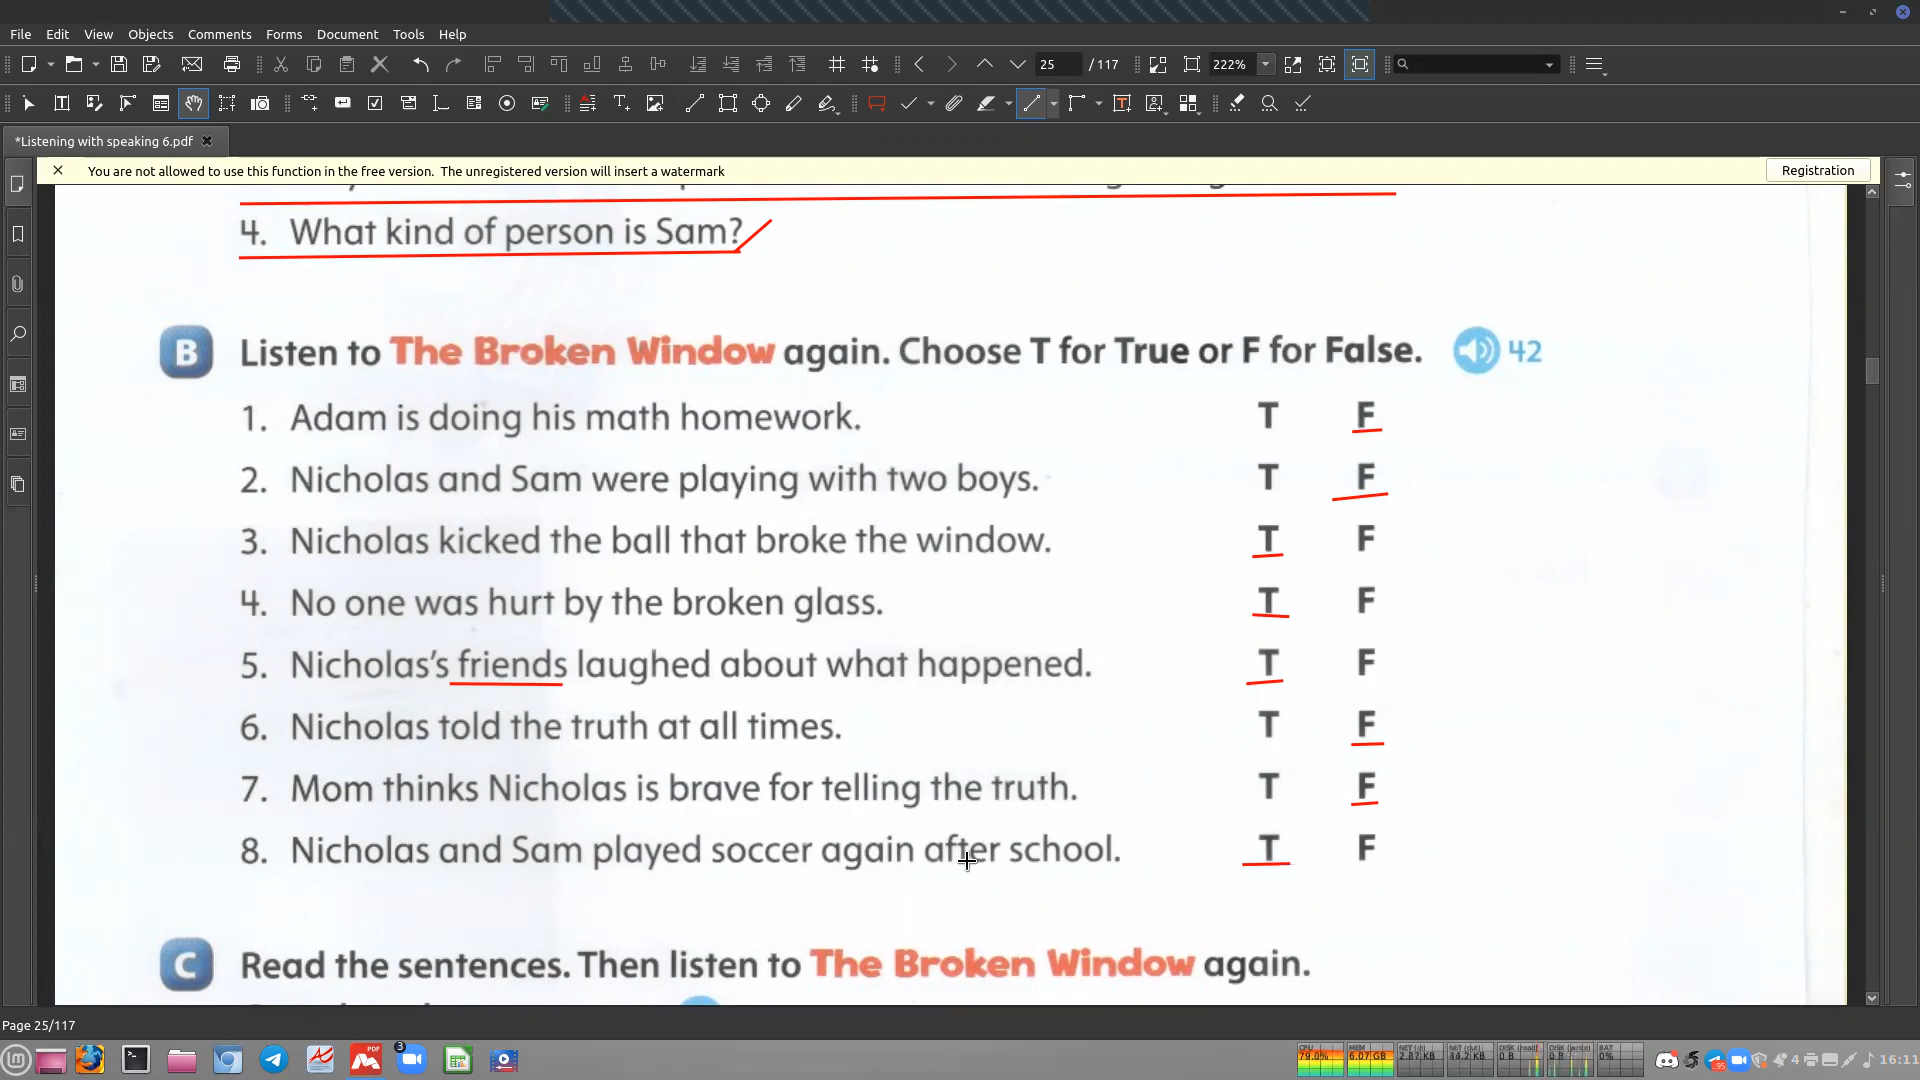 File Edit View Objects Comments Forms Document Tools Help
25 / 117 222%
*Listening with speaking 6.pdf
You are not allowed to use this function in the free version. The unregistered version will insert a watermark Registration
4. What kind of person is Sam?
B Listen to The Broken Window again. Choose T for True or F for False. 42
1. Adam is doing his math homework. T F
2. Nicholas and Sam were playing with two boys. T F
3. Nicholas kicked the ball that broke the window. T F
4. No one was hurt by the broken glass. T F
5. Nicholas's friends laughed about what happened. T F
6. Nicholas told the truth at all times. T F
7. Mom thinks Nicholas is brave for telling the truth. T F
8. Nicholas and Sam played soccer again after school. T F
C Read the sentences. Then listen to The Broken Window again.
Page 25/117
3 4 16:11